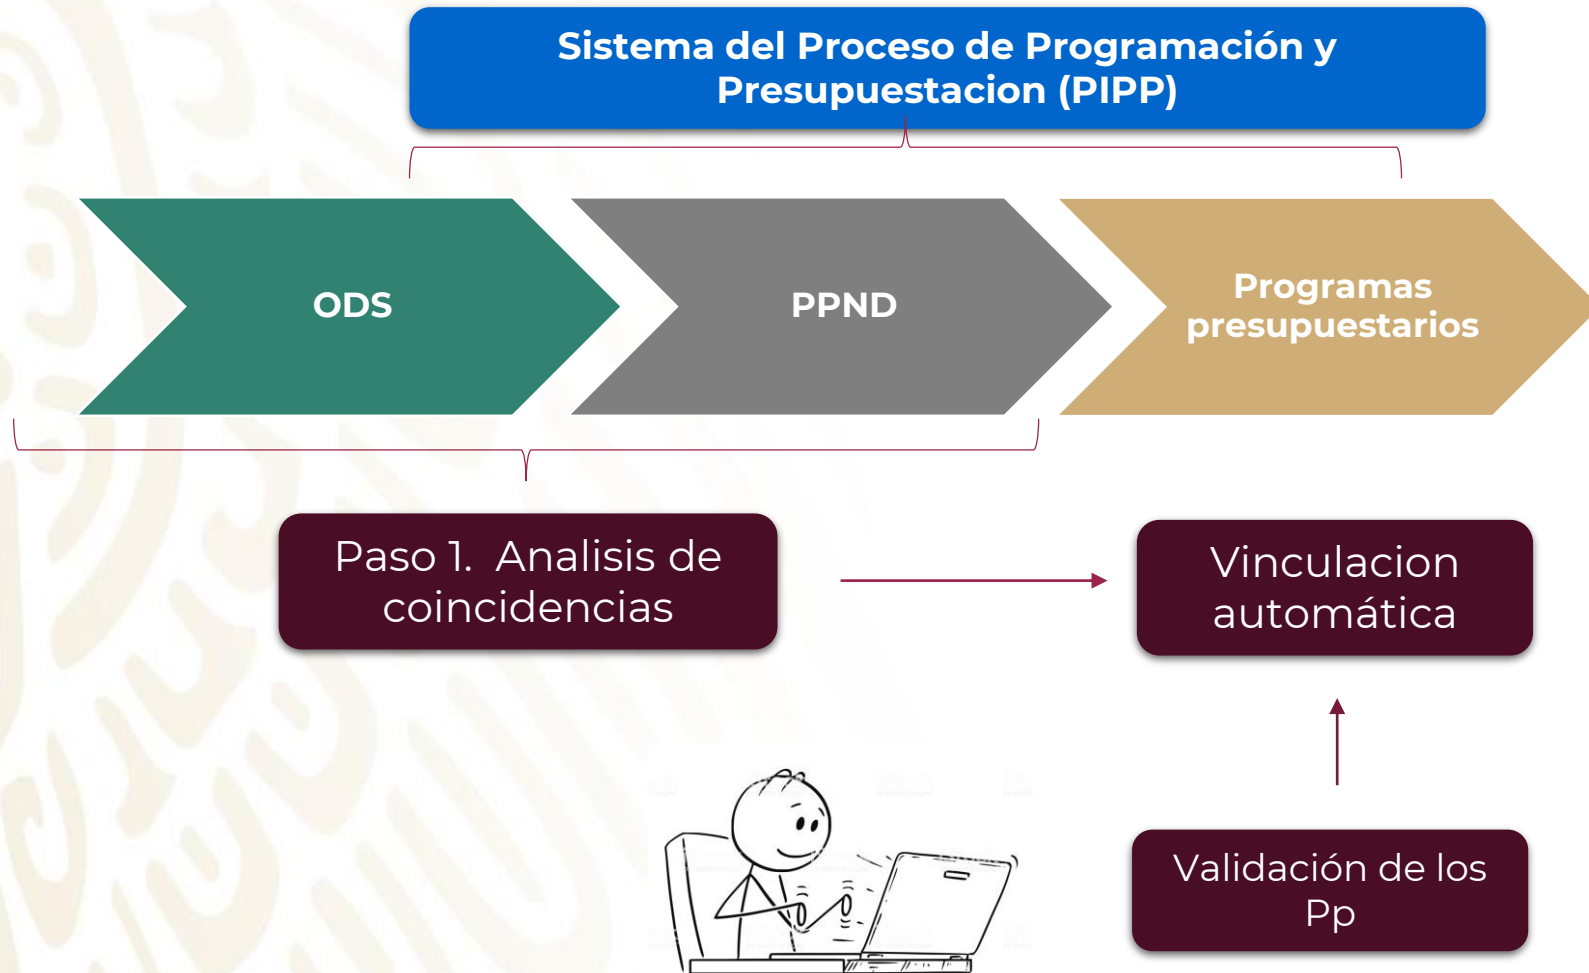 Sistema del Proceso de Programación y
Presupuestacion (PIPP)
ODS
PPND
Programas
presupuestarios
Paso 1.  Analisis de
coincidencias
Vinculacion
automática
Validación de los
Pp